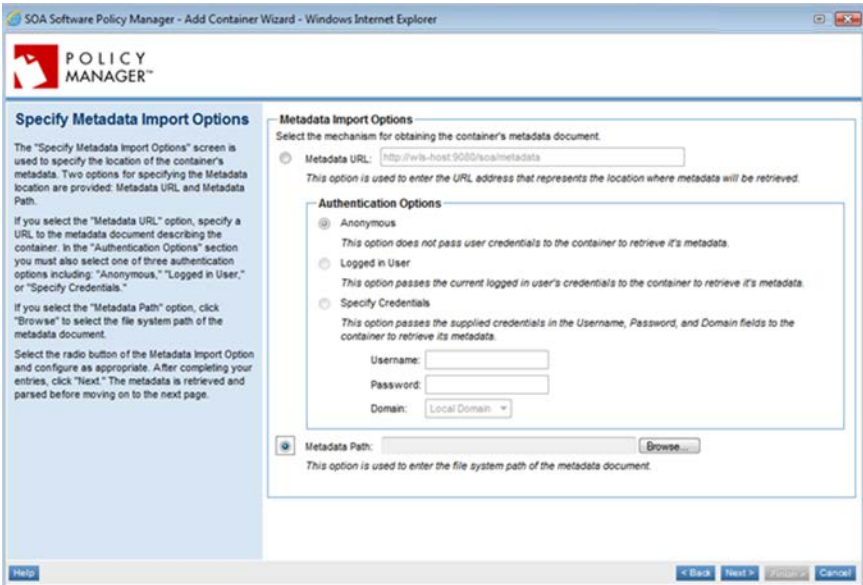 SOA Software Policy Manager - Add Container Wizard - Windows Internet Explorer
POLICY
MANAGER™
Specify Metadata Import Options
The "Specify Metadata Import Options" screen is
used to specify the location of the container's
metadata. Two options for specifying the Metadata
location are provided: Metadata URL and Metadata
Path.
If you select the "Metadata URL" option, specify a
URL to the metadata document describing the
container. In the "Authentication Options" section
you must also select one of three authentication
options including: "Anonymous," "Logged in User,"
or "Specify Credentials."
If you select the "Metadata Path" option, click
"Browse" to select the file system path of the
metadata document.
Select the radio button of the Metadata Import Option
and configure as appropriate. After completing your
entries, click "Next." The metadata is retrieved and
parsed before moving on to the next page.
Metadata Import Options
Select the mechanism for obtaining the container's metadata document.
Metadata URL: http://wls-host:9080/soa/metadata
This option is used to enter the URL address that represents the location where metadata will be retrieved.
Authentication Options
Anonymous
This option does not pass user credentials to the container to retrieve it's metadata.
Logged in User
This option passes the current logged in user's credentials to the container to retrieve it's metadata.
Specify Credentials
This option passes the supplied credentials in the Username, Password, and Domain fields to the
container to retrieve its metadata.
Username:
Password:
Domain: Local Domain
Metadata Path: Browse...
This option is used to enter the file system path of the metadata document.
Help < Back Next > Finish > Cancel